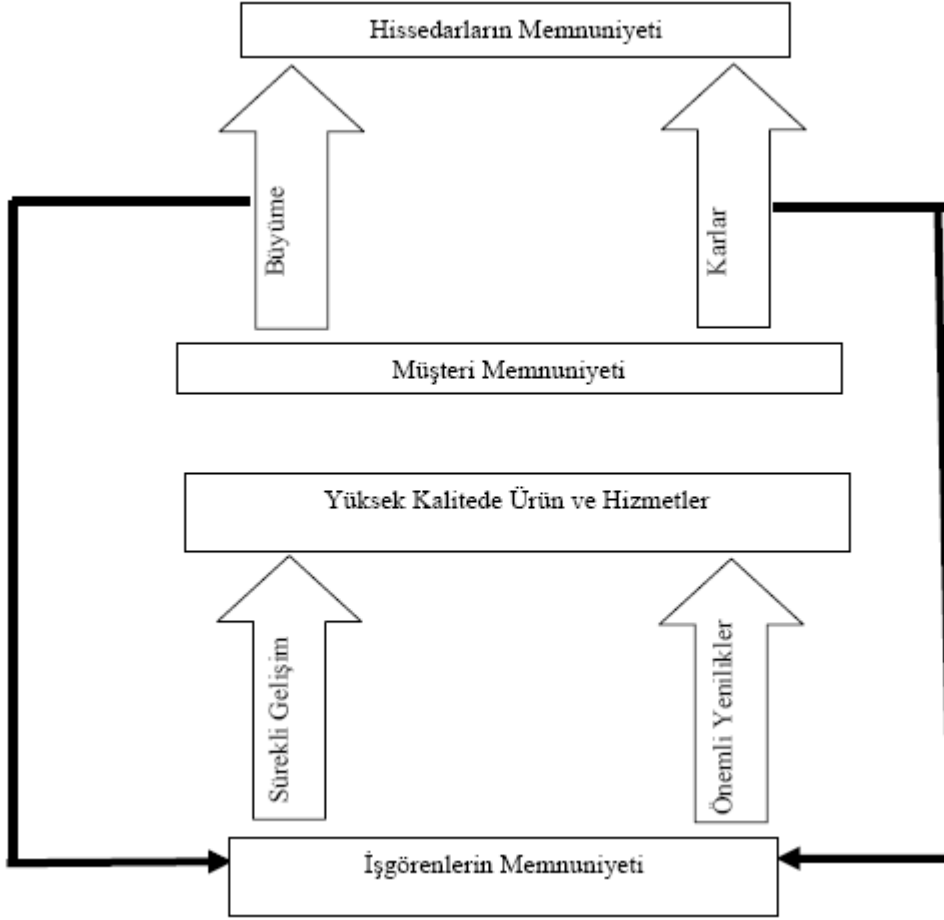 Hissedarların Memnuniyeti
Büyüme
Karlar
Müşteri Memnuniyeti
Yüksek Kalitede Ürün ve Hizmetler
Sürekli Gelişim
Önemli Yenilikler
İşgörenlerin Memnuniyeti